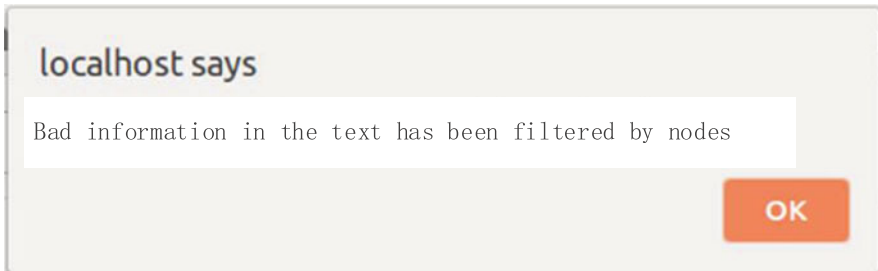 localhost says
Bad information in the text has been filtered by nodes
OK